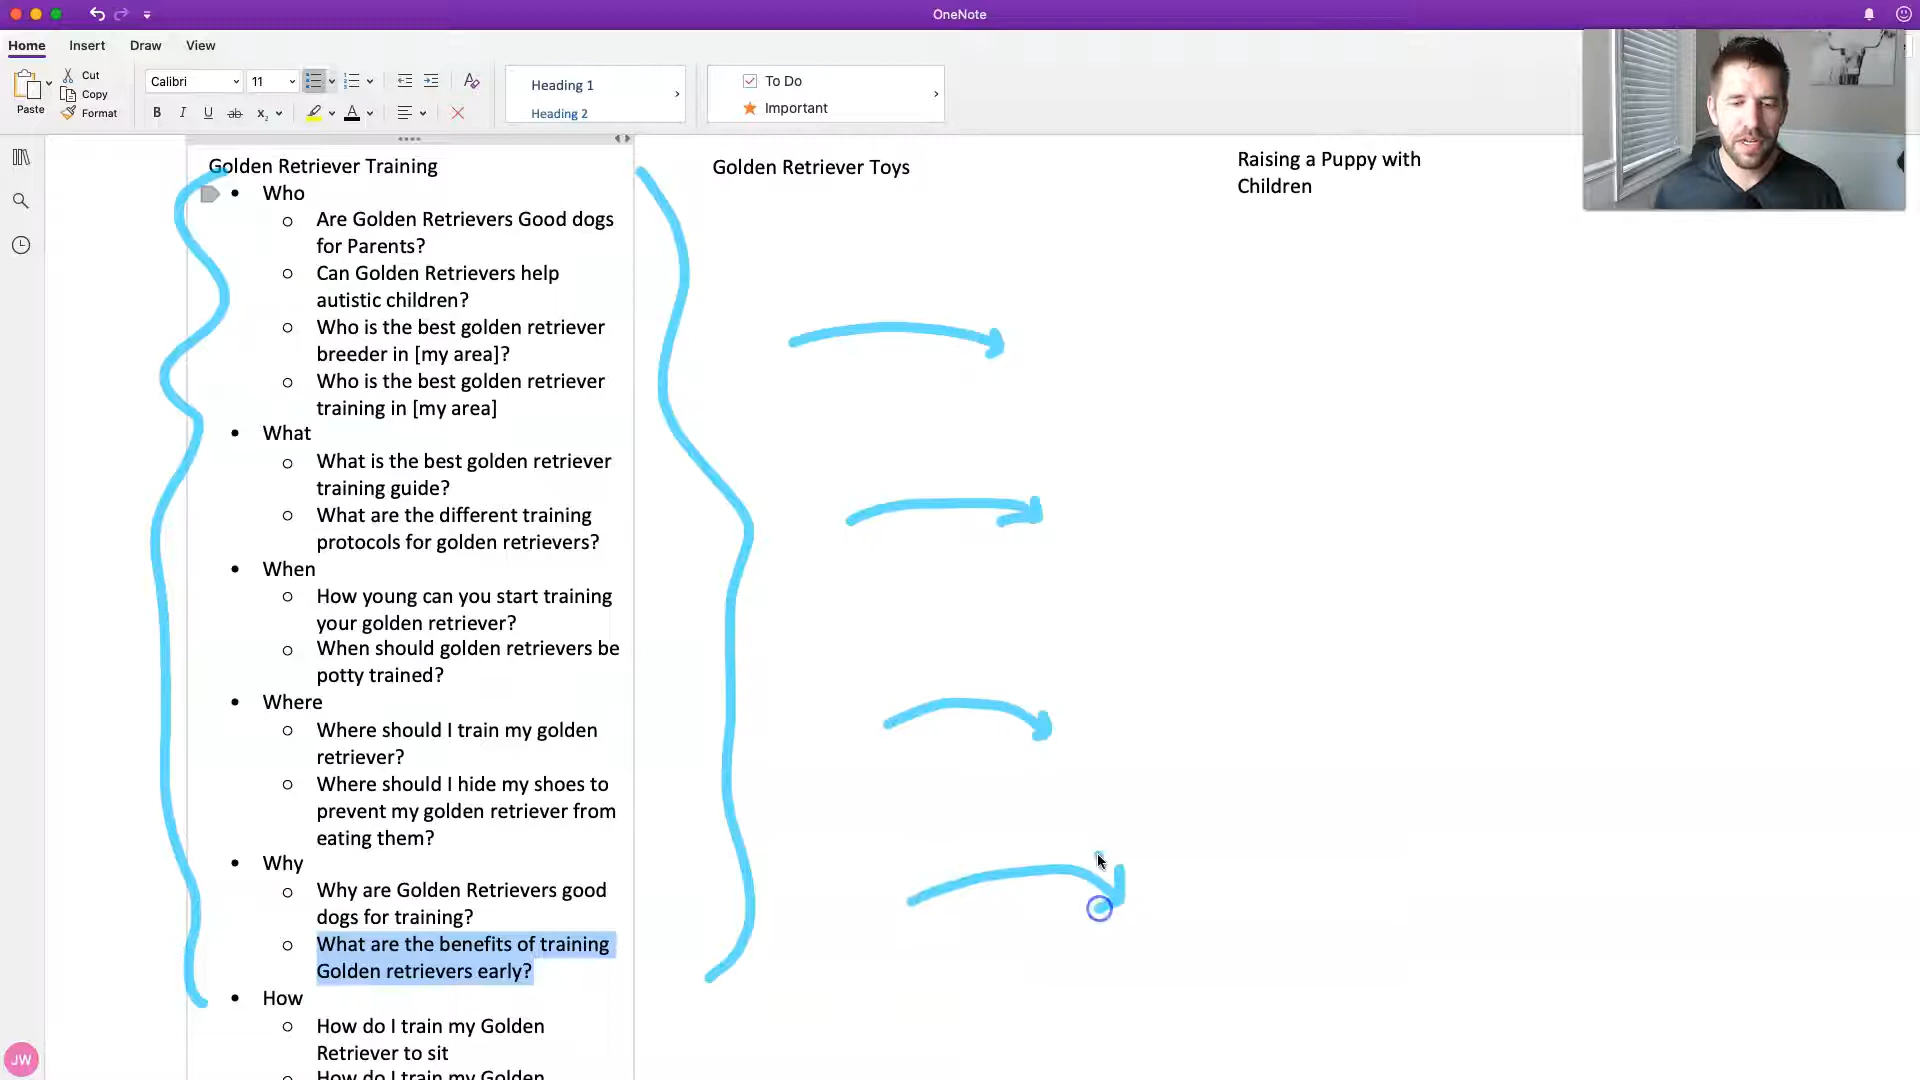 OneNote
Home Insert Draw View
Paste
Cut
Copy
Format
Calibri 11
B I U ab x₂ A
Heading 1
Heading 2
To Do
Important
Golden Retriever Training
Who
Are Golden Retrievers Good dogs
for Parents?
Can Golden Retrievers help
autistic children?
Who is the best golden retriever
breeder in [my area]?
Who is the best golden retriever
training in [my area]
What
What is the best golden retriever
training guide?
What are the different training
protocols for golden retrievers?
When
How young can you start training
your golden retriever?
When should golden retrievers be
potty trained?
Where
Where should I train my golden
retriever?
Where should I hide my shoes to
prevent my golden retriever from
eating them?
Why
Why are Golden Retrievers good
dogs for training?
What are the benefits of training
Golden retrievers early?
How
How do I train my Golden
Retriever to sit
How do I train my Golden
Golden Retriever Toys
Raising a Puppy with
Children
JW